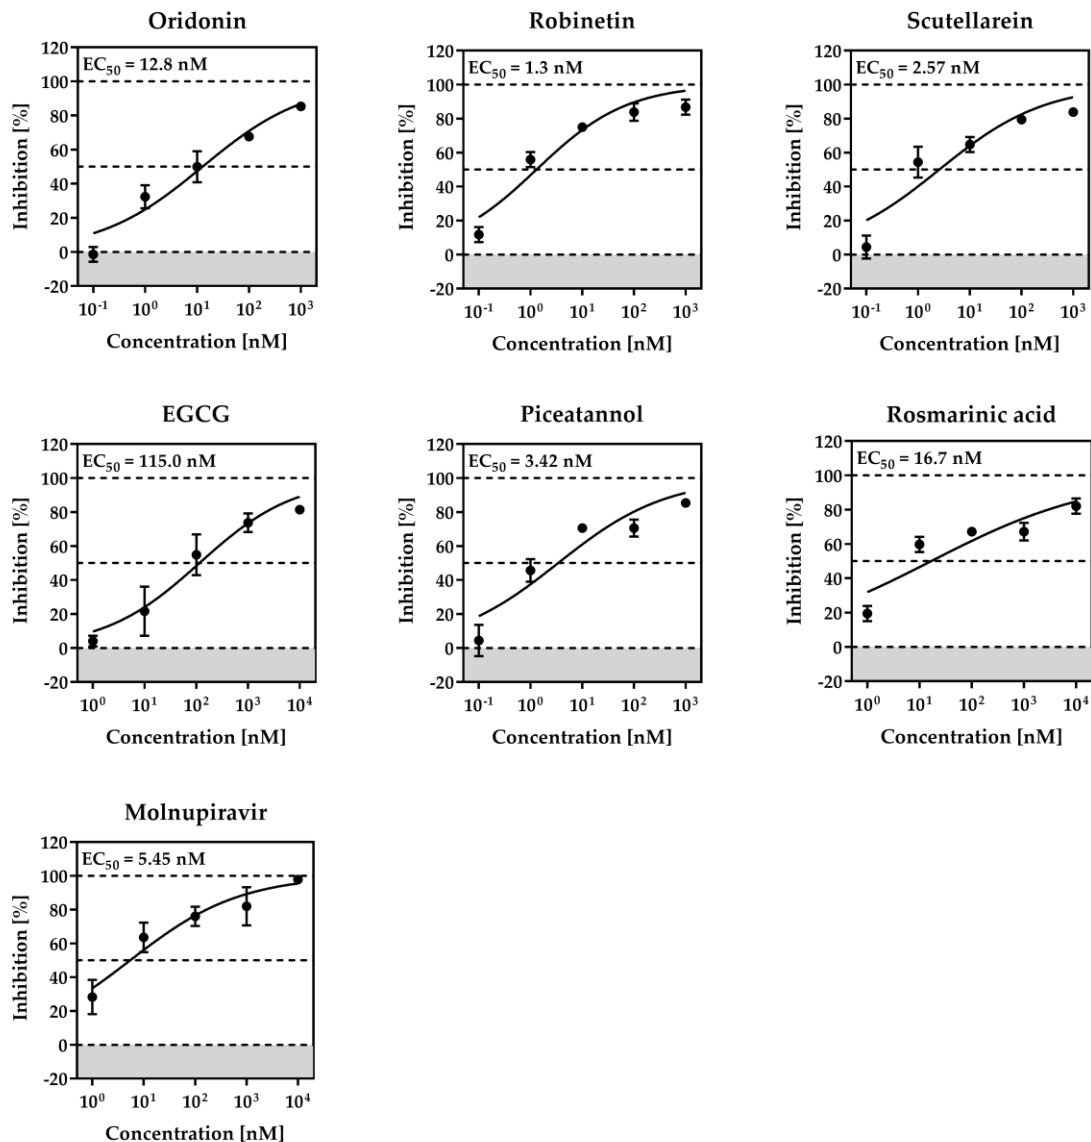 Oridonin
EC₅₀ = 12.8 nM
120
100
80
60
40
20
0
-20
Inhibition [%]
10⁻¹ 10⁰ 10¹ 10² 10³
Concentration [nM]
Robinetin
EC₅₀ = 1.3 nM
120
100
80
60
40
20
0
-20
Inhibition [%]
10⁻¹ 10⁰ 10¹ 10² 10³
Concentration [nM]
Scutellarein
EC₅₀ = 2.57 nM
120
100
80
60
40
20
0
-20
Inhibition [%]
10⁻¹ 10⁰ 10¹ 10² 10³
Concentration [nM]
EGCG
EC₅₀ = 115.0 nM
120
100
80
60
40
20
0
-20
Inhibition [%]
10⁰ 10¹ 10² 10³ 10⁴
Concentration [nM]
Piceatannol
EC₅₀ = 3.42 nM
120
100
80
60
40
20
0
-20
Inhibition [%]
10⁻¹ 10⁰ 10¹ 10² 10³
Concentration [nM]
Rosmarinic acid
EC₅₀ = 16.7 nM
120
100
80
60
40
20
0
-20
Inhibition [%]
10⁰ 10¹ 10² 10³ 10⁴
Concentration [nM]
Molnupiravir
EC₅₀ = 5.45 nM
120
100
80
60
40
20
0
-20
Inhibition [%]
10⁰ 10¹ 10² 10³ 10⁴
Concentration [nM]